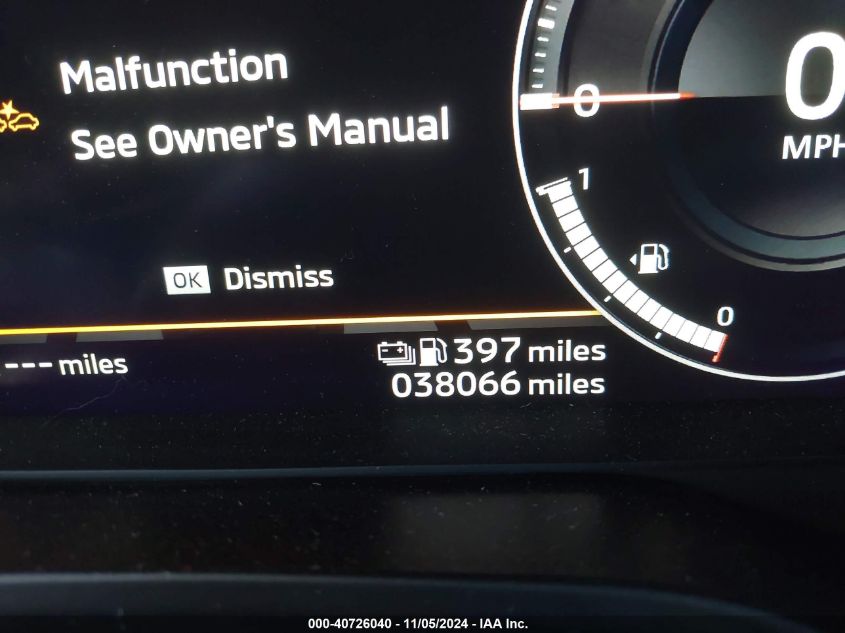 Malfunction
See Owner's Manual
OK Dismiss
0
0
MPH
1
0
--- miles
397 miles
038066 miles
000-40726040 - 11/05/2024 - IAA Inc.